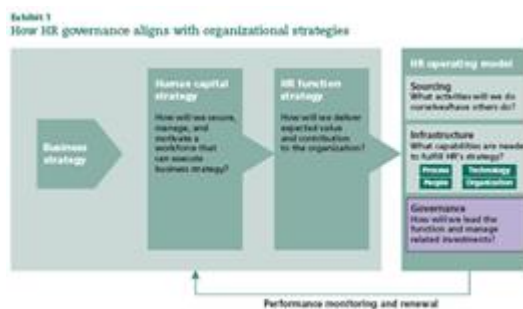 Exhibit 1
How HR governance aligns with organizational strategies
Business
strategy
Human capital
strategy
How will we secure,
manage, and
motivate a
workforce that
can execute
business strategy?
HR function
strategy
How will we deliver
expected value
and contribution
to the organization?
HR operating model
Sourcing
What activities will we do
ourselves/have others do?
Infrastructure
What capabilities are neede
to fulfill HR's strategy?
Process
Technology
People
Organization
Governance
How will we lead the
function and manage
related investments?
Performance monitoring and renewal